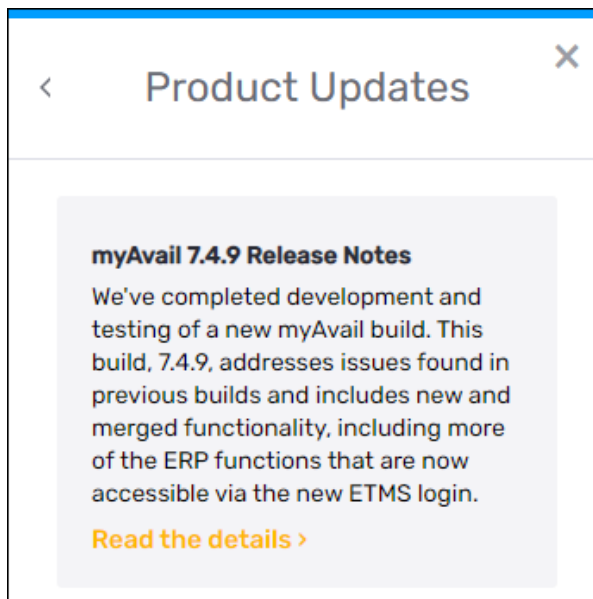 Product Updates
myAvail 7.4.9 Release Notes
We've completed development and
testing of a new myAvail build. This
build, 7.4.9, addresses issues found in
previous builds and includes new and
merged functionality, including more
of the ERP functions that are now
accessible via the new ETMS login.
Read the details ›